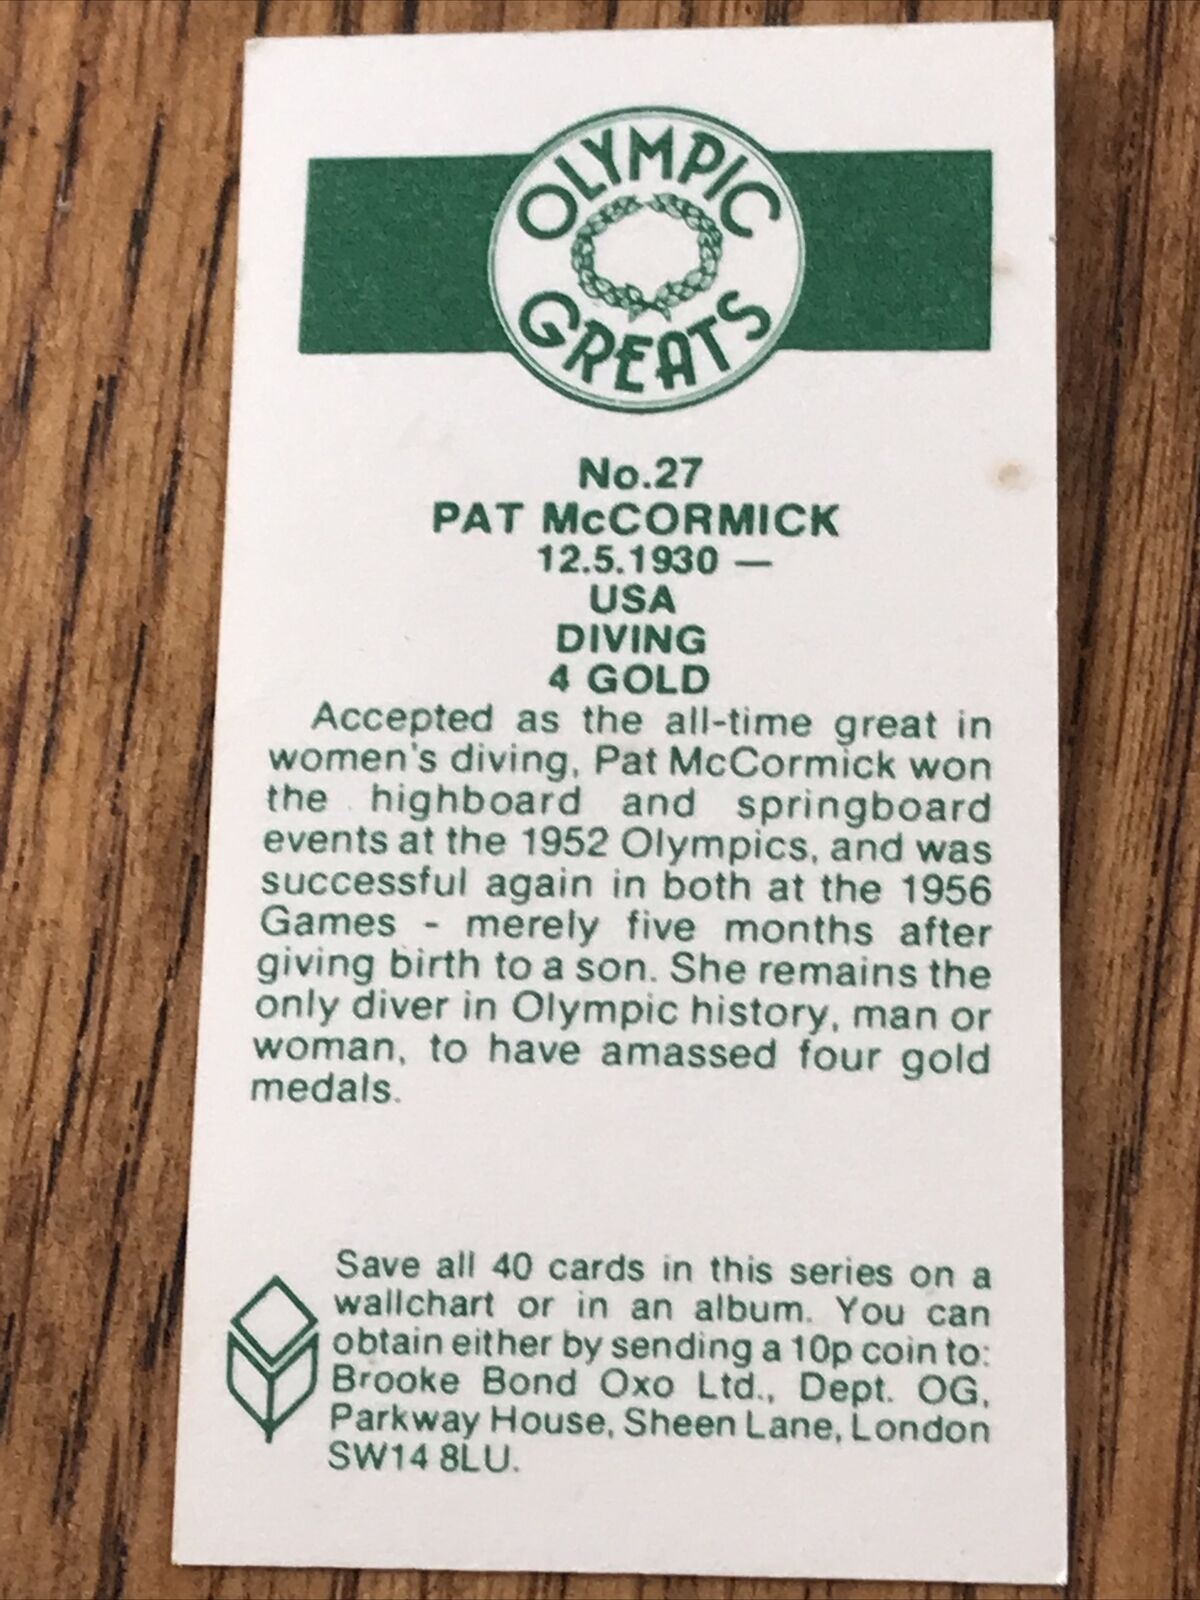 OLYMPIC
GREATS
No.27
PAT McCORMICK
12.5.1930 —
USA
DIVING
4 GOLD
Accepted as the all-time great in
women's diving, Pat McCormick won
the highboard and springboard
events at the 1952 Olympics, and was
successful again in both at the 1956
Games - merely five months after
giving birth to a son. She remains the
only diver in Olympic history, man or
woman, to have amassed four gold
medals.
Save all 40 cards in this series on a
wallchart or in an album. You can
obtain either by sending a 10p coin to:
Brooke Bond Oxo Ltd., Dept. OG,
Parkway House, Sheen Lane, London
SW14 8LU.